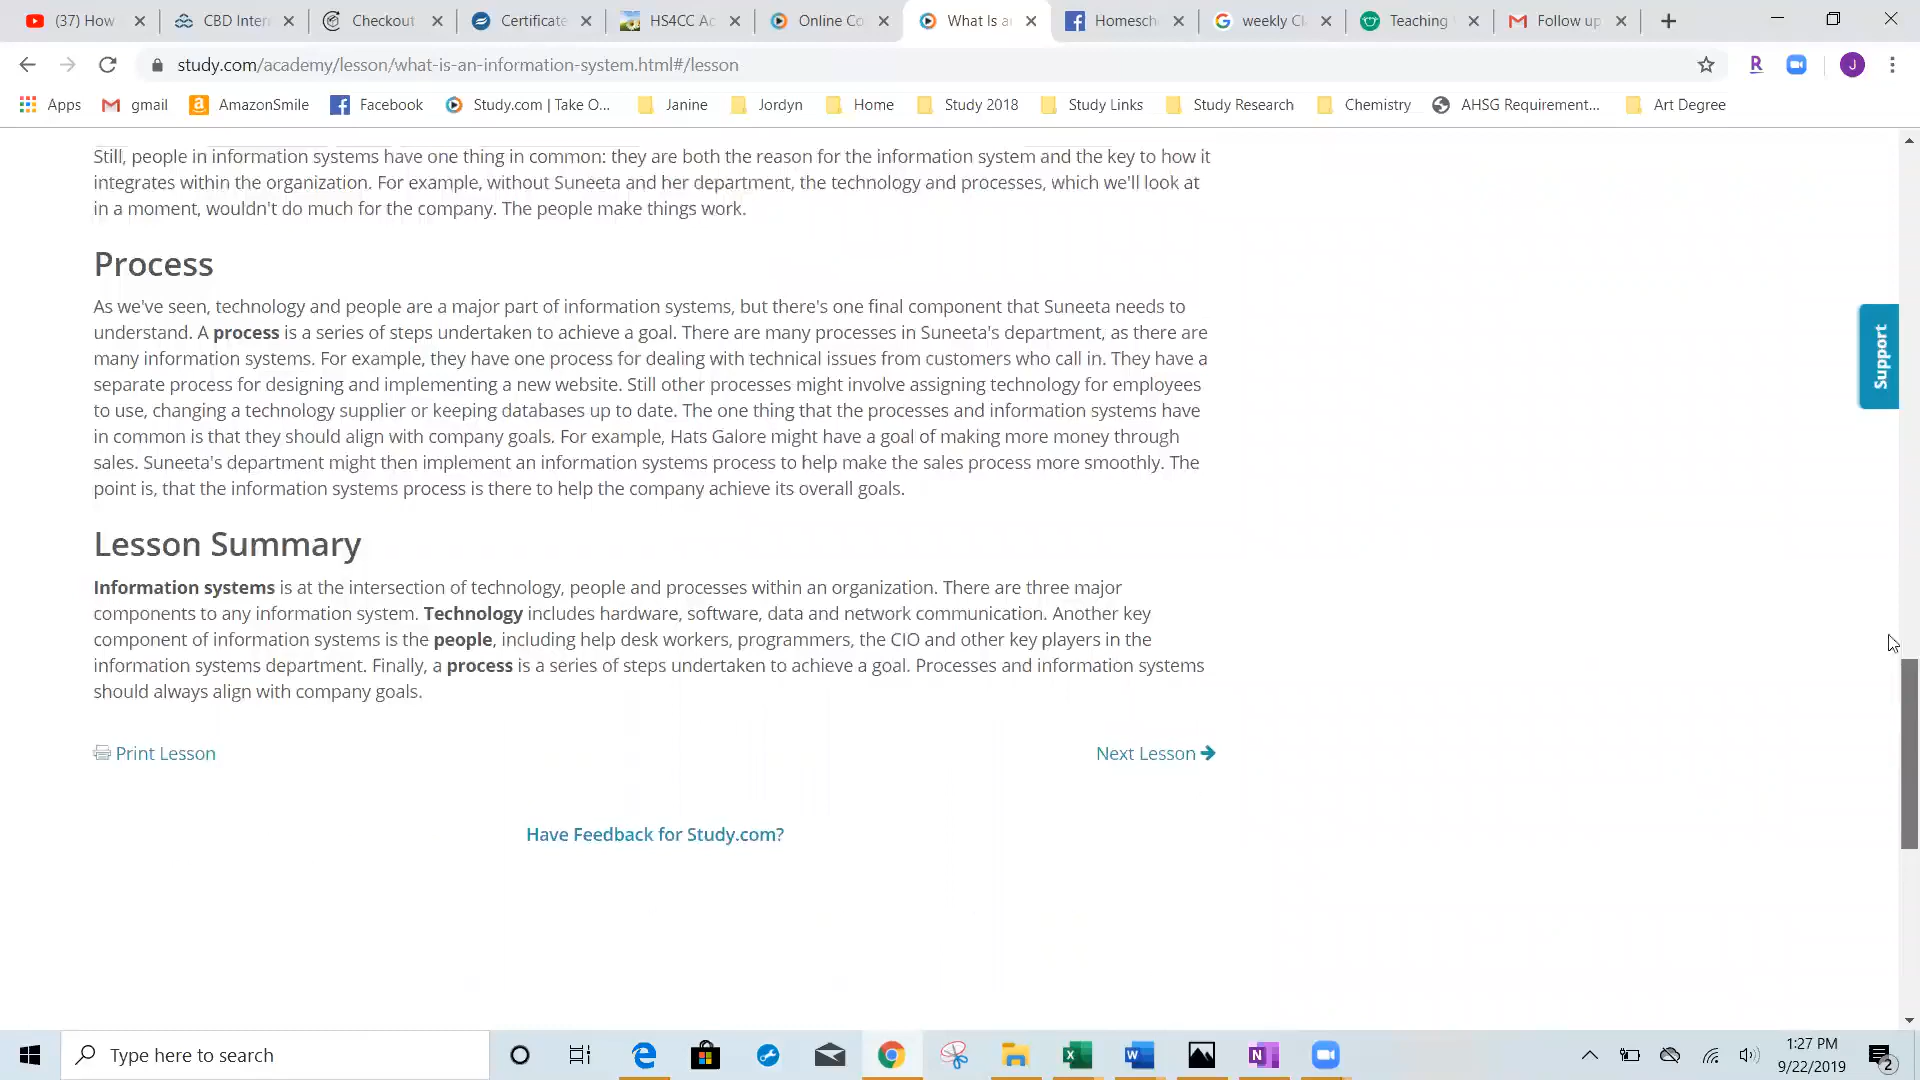 (37) How
CBD Inter
Checkout
Certificate
HS4CC Ac
Online Co
What Is a
Homesch
weekly Cl
Teaching
Follow up
study.com/academy/lesson/what-is-an-information-system.html#/lesson
R
J
Apps
gmail
AmazonSmile
Facebook
Study.com | Take O...
Janine
Jordyn
Home
Study 2018
Study Links
Study Research
Chemistry
AHSG Requirement...
Art Degree
Still, people in information systems have one thing in common: they are both the reason for the information system and the key to how it
integrates within the organization. For example, without Suneeta and her department, the technology and processes, which we'll look at
in a moment, wouldn't do much for the company. The people make things work.
Process
As we've seen, technology and people are a major part of information systems, but there's one final component that Suneeta needs to
understand. A process is a series of steps undertaken to achieve a goal. There are many processes in Suneeta's department, as there are
many information systems. For example, they have one process for dealing with technical issues from customers who call in. They have a
separate process for designing and implementing a new website. Still other processes might involve assigning technology for employees
to use, changing a technology supplier or keeping databases up to date. The one thing that the processes and information systems have
in common is that they should align with company goals. For example, Hats Galore might have a goal of making more money through
sales. Suneeta's department might then implement an information systems process to help make the sales process more smoothly. The
point is, that the information systems process is there to help the company achieve its overall goals.
Support
Lesson Summary
Information systems is at the intersection of technology, people and processes within an organization. There are three major
components to any information system. Technology includes hardware, software, data and network communication. Another key
component of information systems is the people, including help desk workers, programmers, the CIO and other key players in the
information systems department. Finally, a process is a series of steps undertaken to achieve a goal. Processes and information systems
should always align with company goals.
Print Lesson
Next Lesson
Have Feedback for Study.com?
Type here to search
1:27 PM
9/22/2019
2